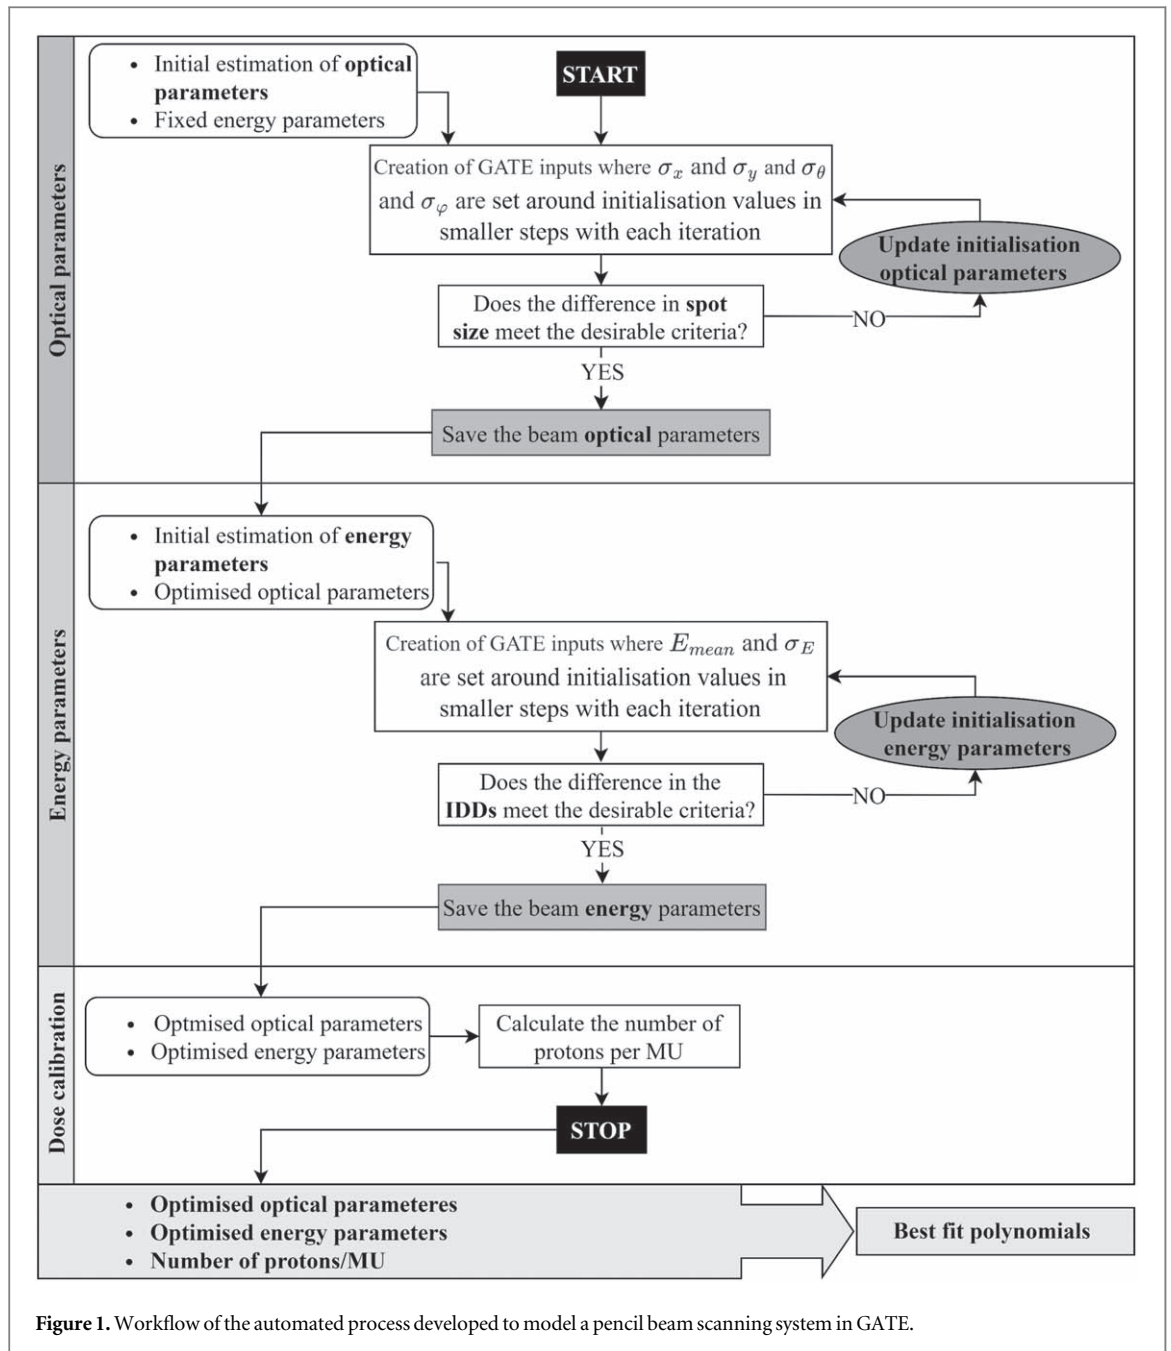 Optical parameters
• Initial estimation of optical
parameters
• Fixed energy parameters
START
Creation of GATE inputs where σx and σy and σθ
and σφ are set around initialisation values in
smaller steps with each iteration
Update initialisation
optical parameters
Does the difference in spot
size meet the desirable criteria?
NO
YES
Save the beam optical parameters
Energy parameters
• Initial estimation of energy
parameters
• Optimised optical parameters
Creation of GATE inputs where Emean and σE
are set around initialisation values in
smaller steps with each iteration
Update initialisation
energy parameters
Does the difference in the
IDDs meet the desirable criteria?
NO
YES
Save the beam energy parameters
Dose calibration
• Optmised optical parameters
• Optimised energy parameters
Calculate the number of
protons per MU
STOP
• Optimised optical parameteres
• Optimised energy parameters
• Number of protons/MU
Best fit polynomials
Figure 1. Workflow of the automated process developed to model a pencil beam scanning system in GATE.